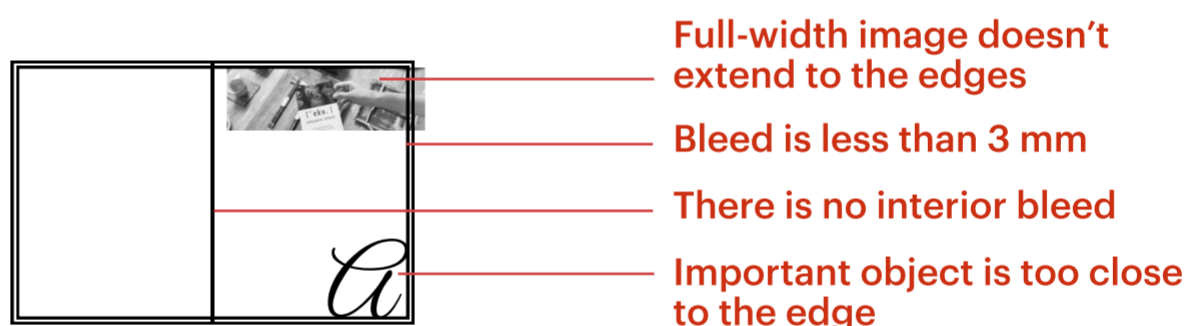 Full-width image doesn’t
extend to the edges
Bleed is less than 3 mm
There is no interior bleed
a
Important object is too close
to the edge